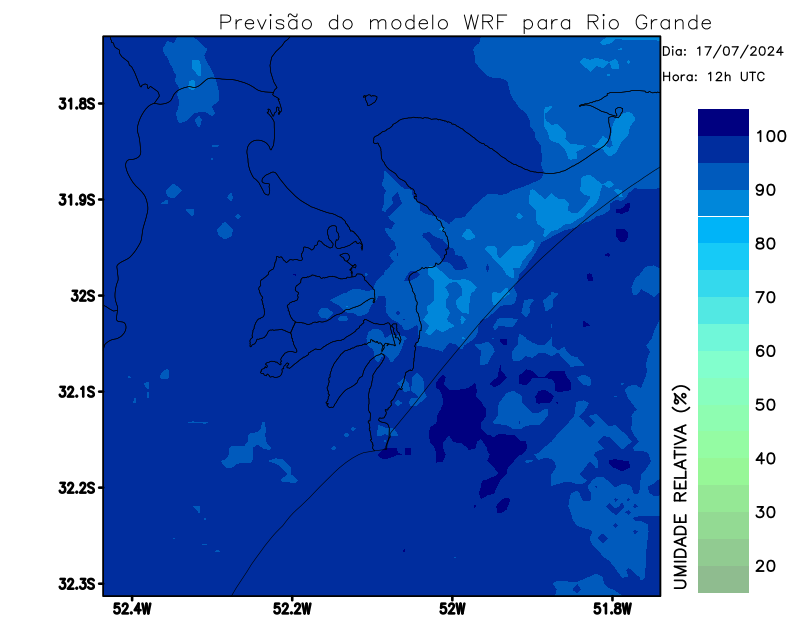 Previsão do modelo WRF para Rio Grande
Dia: 17/07/2024
Hora: 12h UTC
31.8S
31.9S
32S
32.1S
32.2S
32.3S
52.4W
52.2W
52W
51.8W
100
90
80
70
60
50
40
30
20
UMIDADE RELATIVA (%)